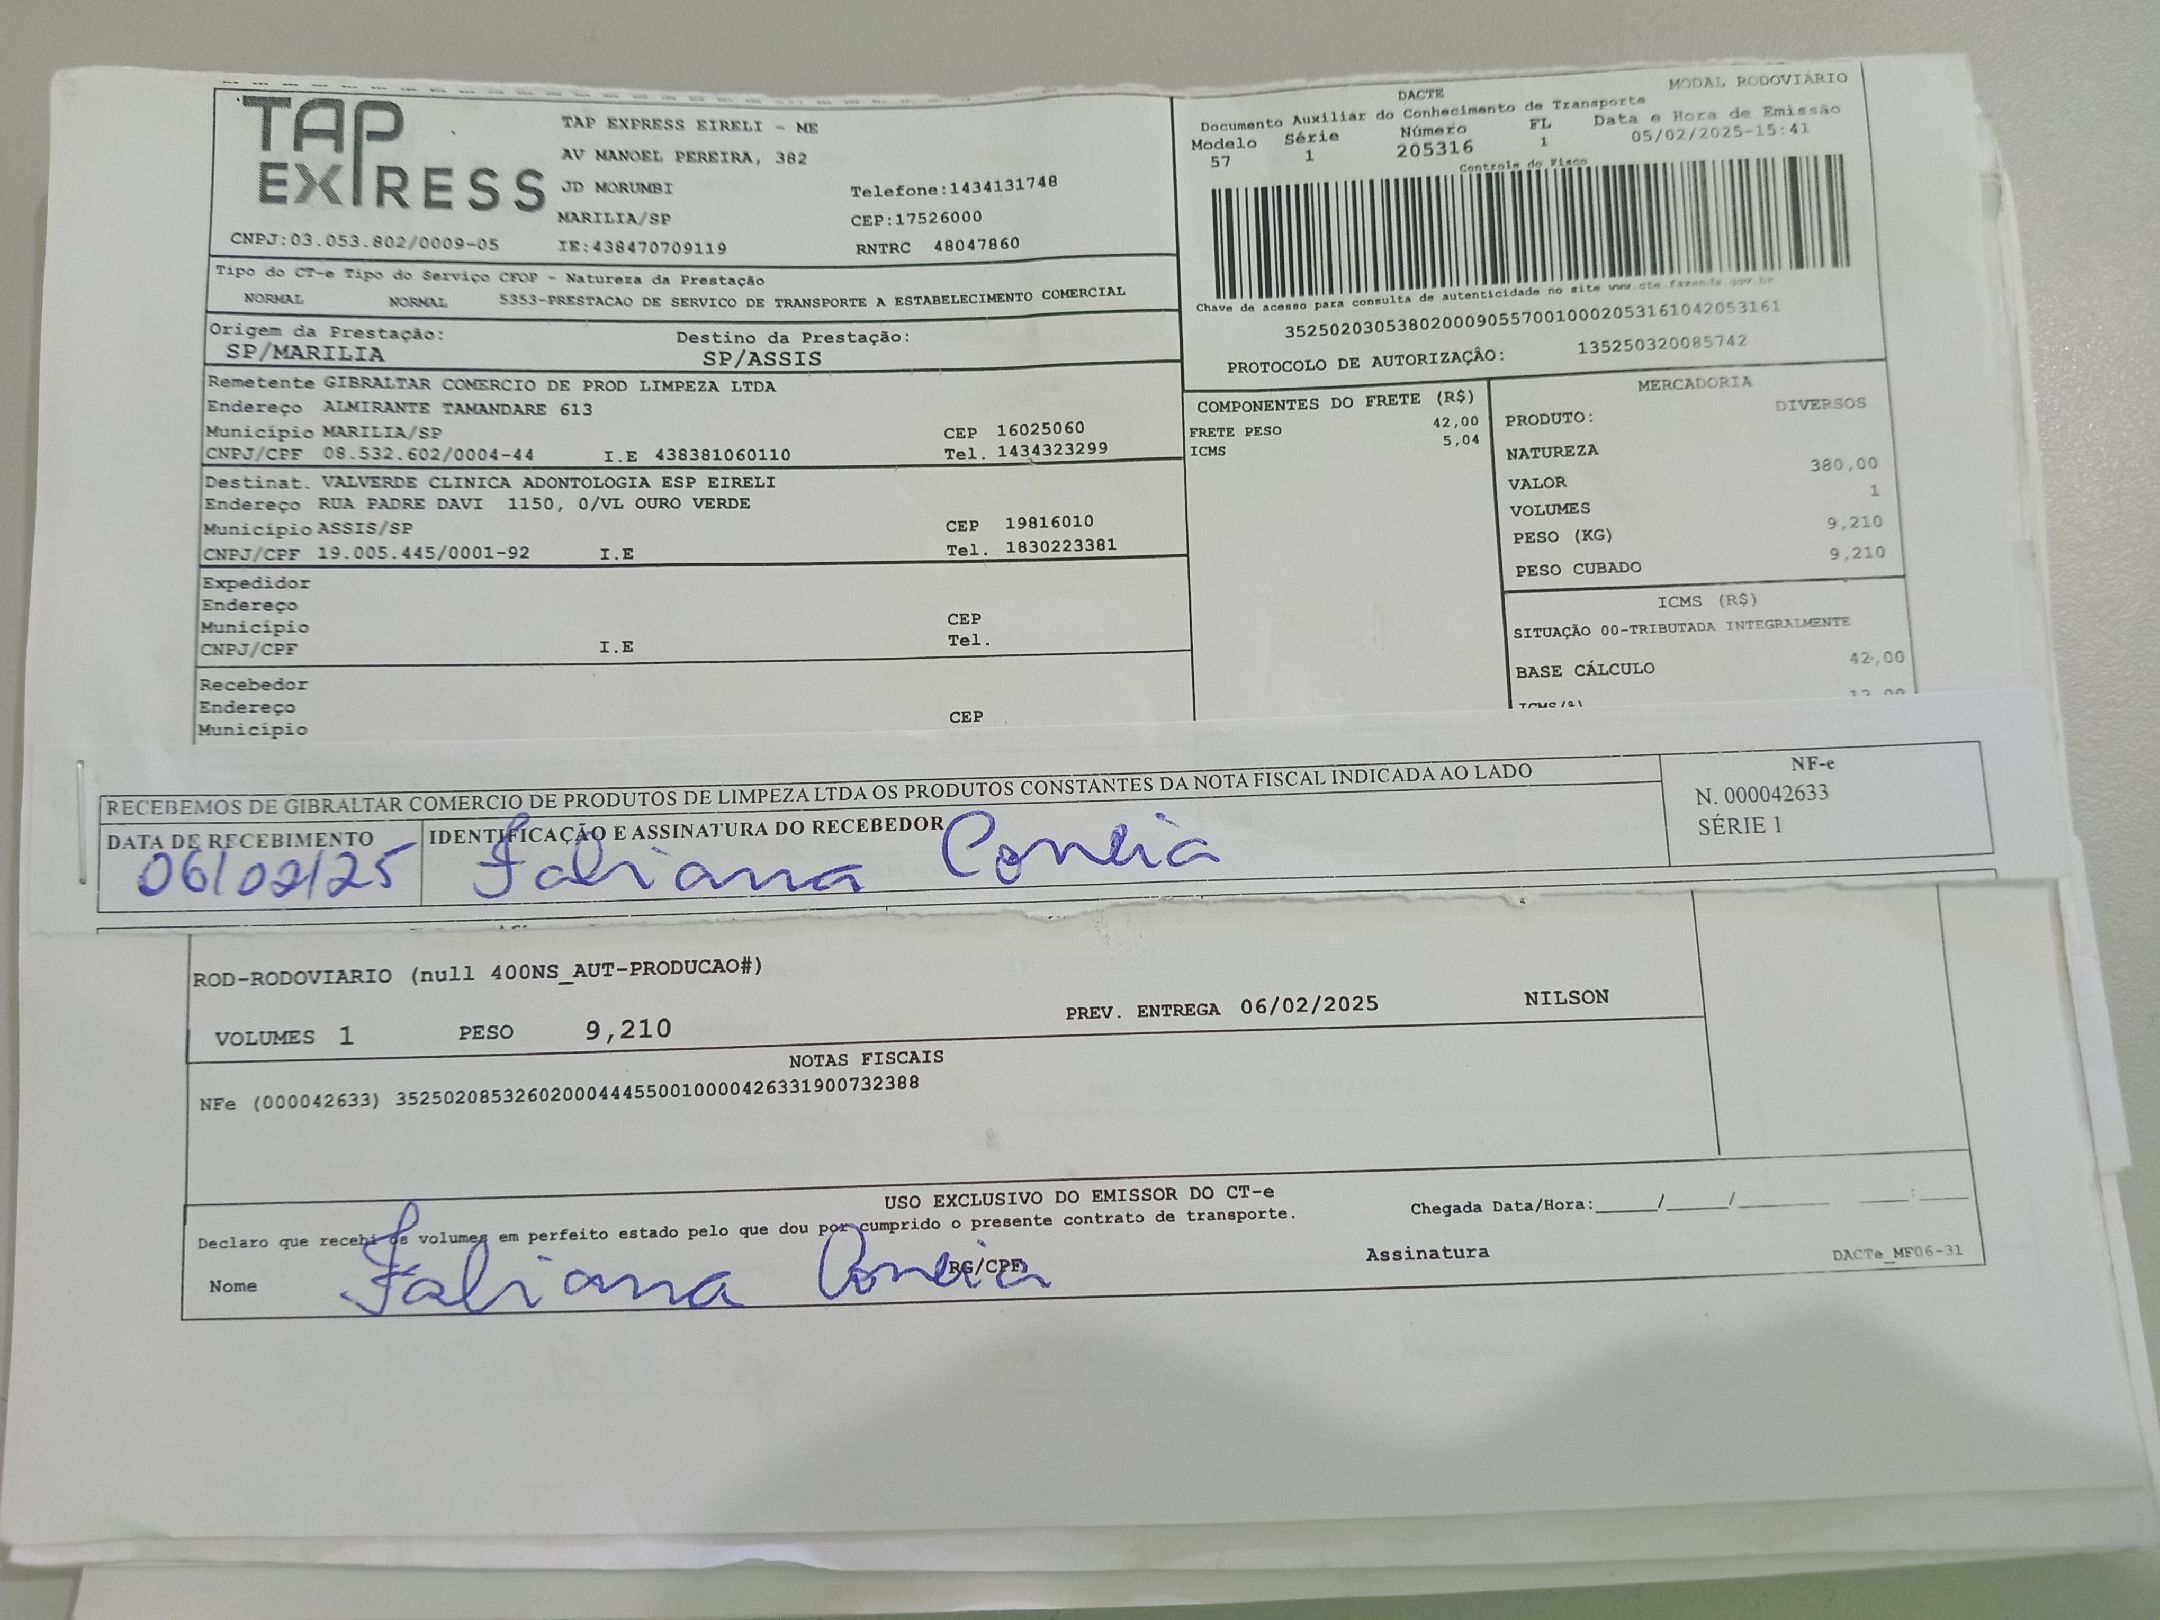 TAP EXPRESS
TAP EXPRESS EIRELI - ME
AV MANOEL PEREIRA, 382
JD MORUMBI Telefone:1434131748
MARILIA/SP CEP:17526000
CNPJ:03.053.802/0009-05 IE:438470709119 RNTRC 48047860
Tipo do CT-e Tipo do Serviço CFOP - Natureza da Prestação
NORMAL NORMAL 5353-PRESTACAO DE SERVICO DE TRANSPORTE A ESTABELECIMENTO COMERCIAL
Origem da Prestação: Destino da Prestação:
SP/MARILIA SP/ASSIS
Remetente GIBRALTAR COMERCIO DE PROD LIMPEZA LTDA
Endereço ALMIRANTE TAMANDARE 613
Município MARILIA/SP CEP 16025060
CNPJ/CPF 08.532.602/0004-44 I.E 438381060110 Tel. 1434323299
Destinat. VALVERDE CLINICA ADONTOLOGIA ESP EIRELI
Endereço RUA PADRE DAVI 1150, 0/VL OURO VERDE
Município ASSIS/SP CEP 19816010
CNPJ/CPF 19.005.445/0001-92 I.E Tel. 1830223381
Expedidor
Endereço
Município CEP
CNPJ/CPF I.E Tel.
Recebedor
Endereço
Município CEP
DACTE MODAL RODOVIÁRIO
Documento Auxiliar do Conhecimento de Transporte
Modelo Série Número FL Data e Hora de Emissão
57 1 205316 1 05/02/2025-15:41
Controle do Fisco
Chave de acesso para consulta de autenticidade no site www.cte.fazenda.gov.br
35250203053802000905570010002053161042053161
PROTOCOLO DE AUTORIZAÇÃO: 135250320085742
COMPONENTES DO FRETE (R$)
FRETE PESO 42,00
ICMS 5,04
MERCADORIA
PRODUTO: DIVERSOS
NATUREZA
VALOR 380,00
VOLUMES 1
PESO (KG) 9,210
PESO CUBADO 9,210
ICMS (R$)
SITUAÇÃO 00-TRIBUTADA INTEGRALMENTE
BASE CÁLCULO 42,00
RECEBEMOS DE GIBRALTAR COMERCIO DE PRODUTOS DE LIMPEZA LTDA OS PRODUTOS CONSTANTES DA NOTA FISCAL INDICADA AO LADO
DATA DE RECEBIMENTO IDENTIFICAÇÃO E ASSINATURA DO RECEBEDOR
06/02/25 Fabiana Correia
NF-e
N. 000042633
SÉRIE 1
ROD-RODOVIARIO (null 400NS_AUT-PRODUCAO#)
VOLUMES 1 PESO 9,210 PREV. ENTREGA 06/02/2025 NILSON
NOTAS FISCAIS
NFe (000042633) 35250208532602000444550010000426331900732388
USO EXCLUSIVO DO EMISSOR DO CT-e
Declaro que recebi os volumes em perfeito estado pelo que dou por cumprido o presente contrato de transporte.
Chegada Data/Hora:_____/_____/_______ ____:____
Nome Fabiana Correia RG/CPF Assinatura DACTe_MF06-31